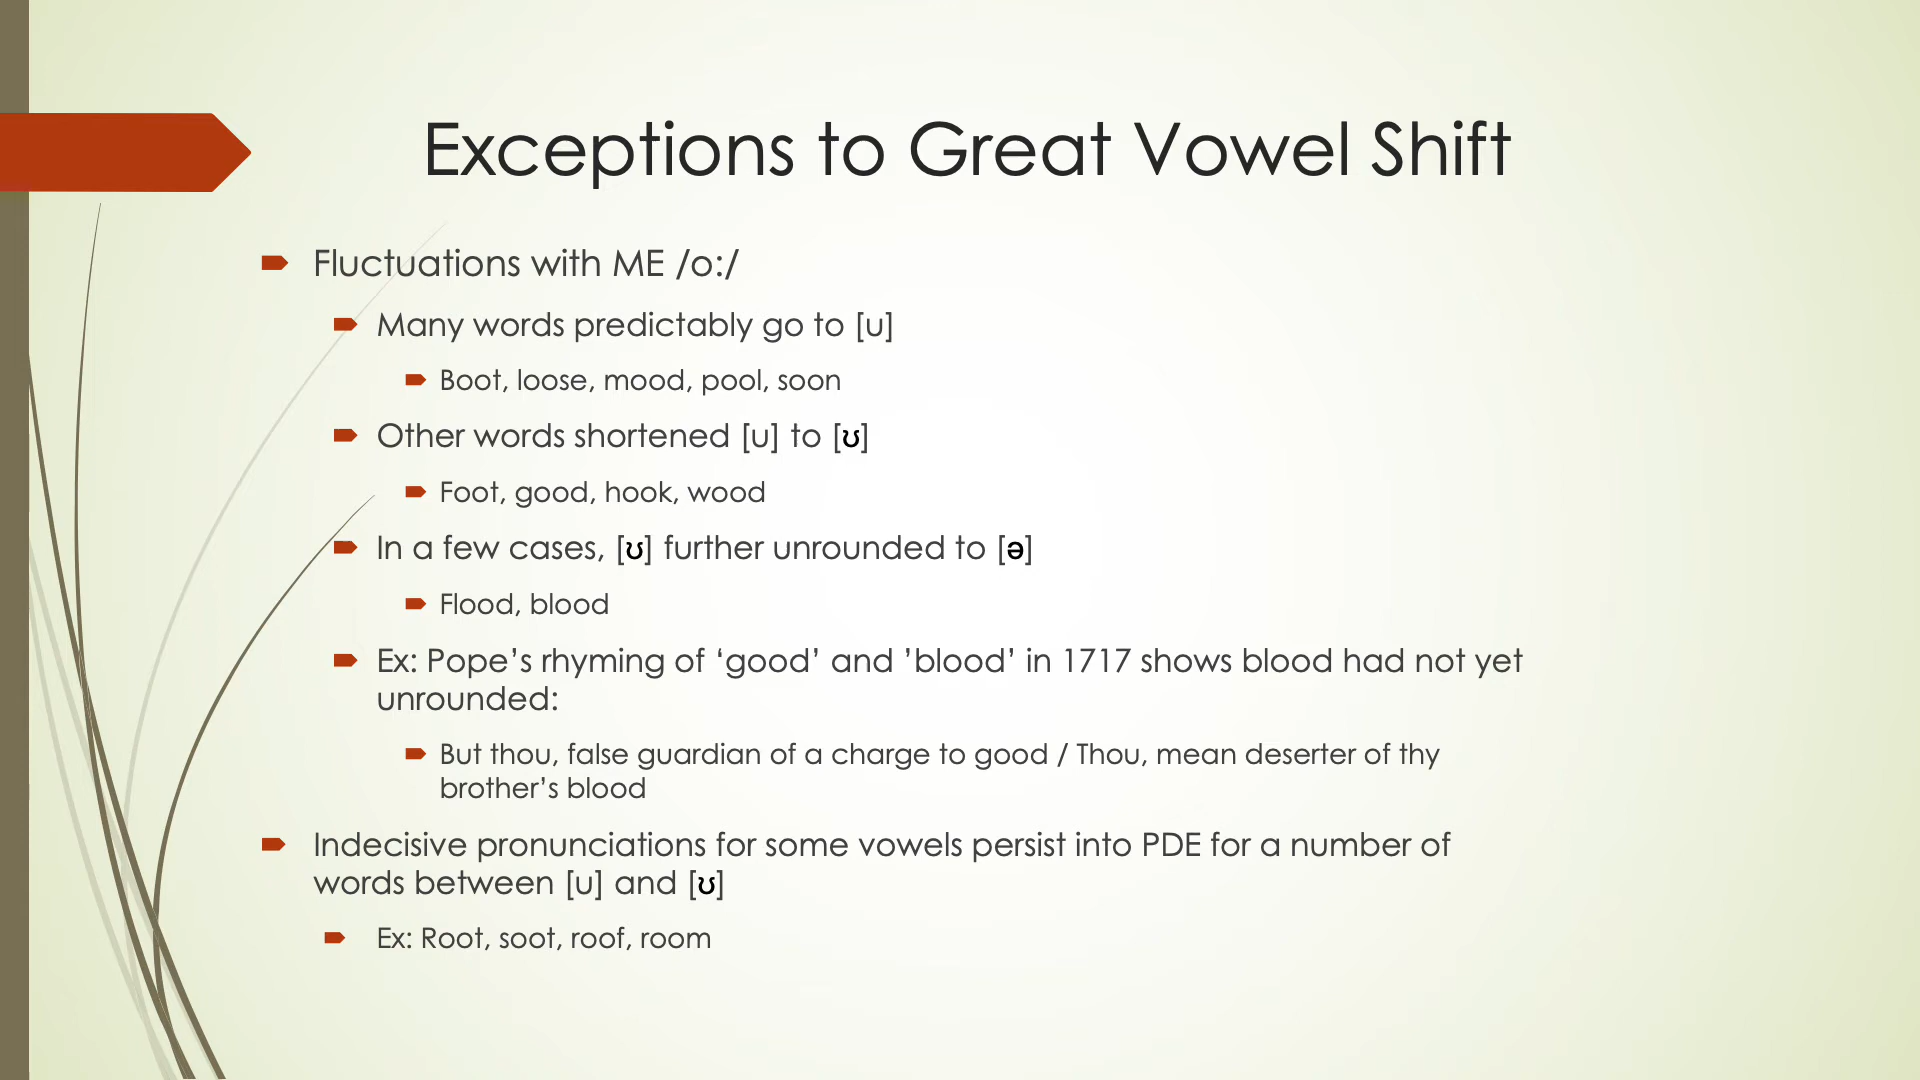 Exceptions to Great Vowel Shift
Fluctuations with ME /o:/
Many words predictably go to [u]
Boot, loose, mood, pool, soon
Other words shortened [u] to [ʊ]
Foot, good, hook, wood
In a few cases, [ʊ] further unrounded to [ə]
Flood, blood
Ex: Pope’s rhyming of ‘good’ and ’blood’ in 1717 shows blood had not yet
unrounded:
But thou, false guardian of a charge to good / Thou, mean deserter of thy
brother’s blood
Indecisive pronunciations for some vowels persist into PDE for a number of
words between [u] and [ʊ]
Ex: Root, soot, roof, room